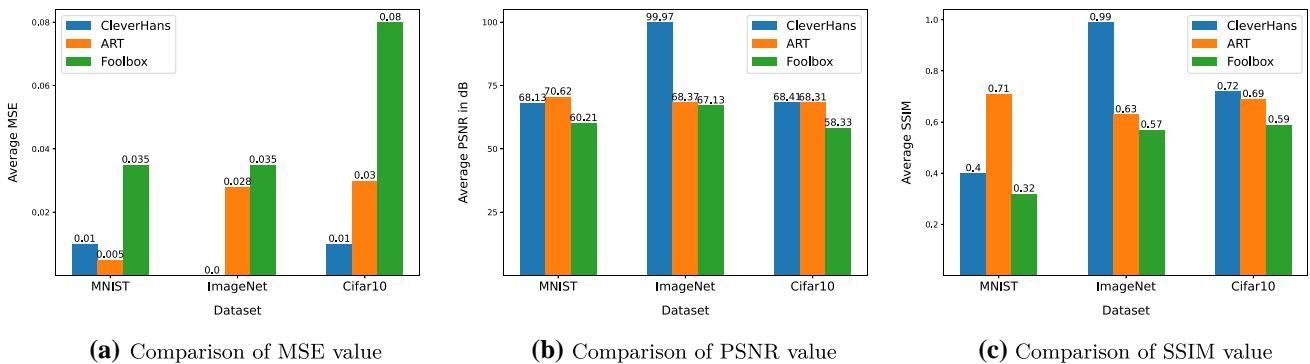 CleverHans
ART
Foolbox
0.08
0.06
0.04
0.02
Average MSE
0.01
0.005
0.035
0.0
0.028
0.035
0.01
0.03
0.08
MNIST
ImageNet
Cifar10
Dataset
(a) Comparison of MSE value
CleverHans
ART
Foolbox
100
75
50
25
Average PSNR in dB
68.13
70.62
60.21
99.97
68.37
67.13
68.41
68.31
58.33
MNIST
ImageNet
Cifar10
Dataset
(b) Comparison of PSNR value
CleverHans
ART
Foolbox
1.0
0.8
0.6
0.4
0.2
Average SSIM
0.4
0.71
0.32
0.99
0.63
0.57
0.72
0.69
0.59
MNIST
ImageNet
Cifar10
Dataset
(c) Comparison of SSIM value